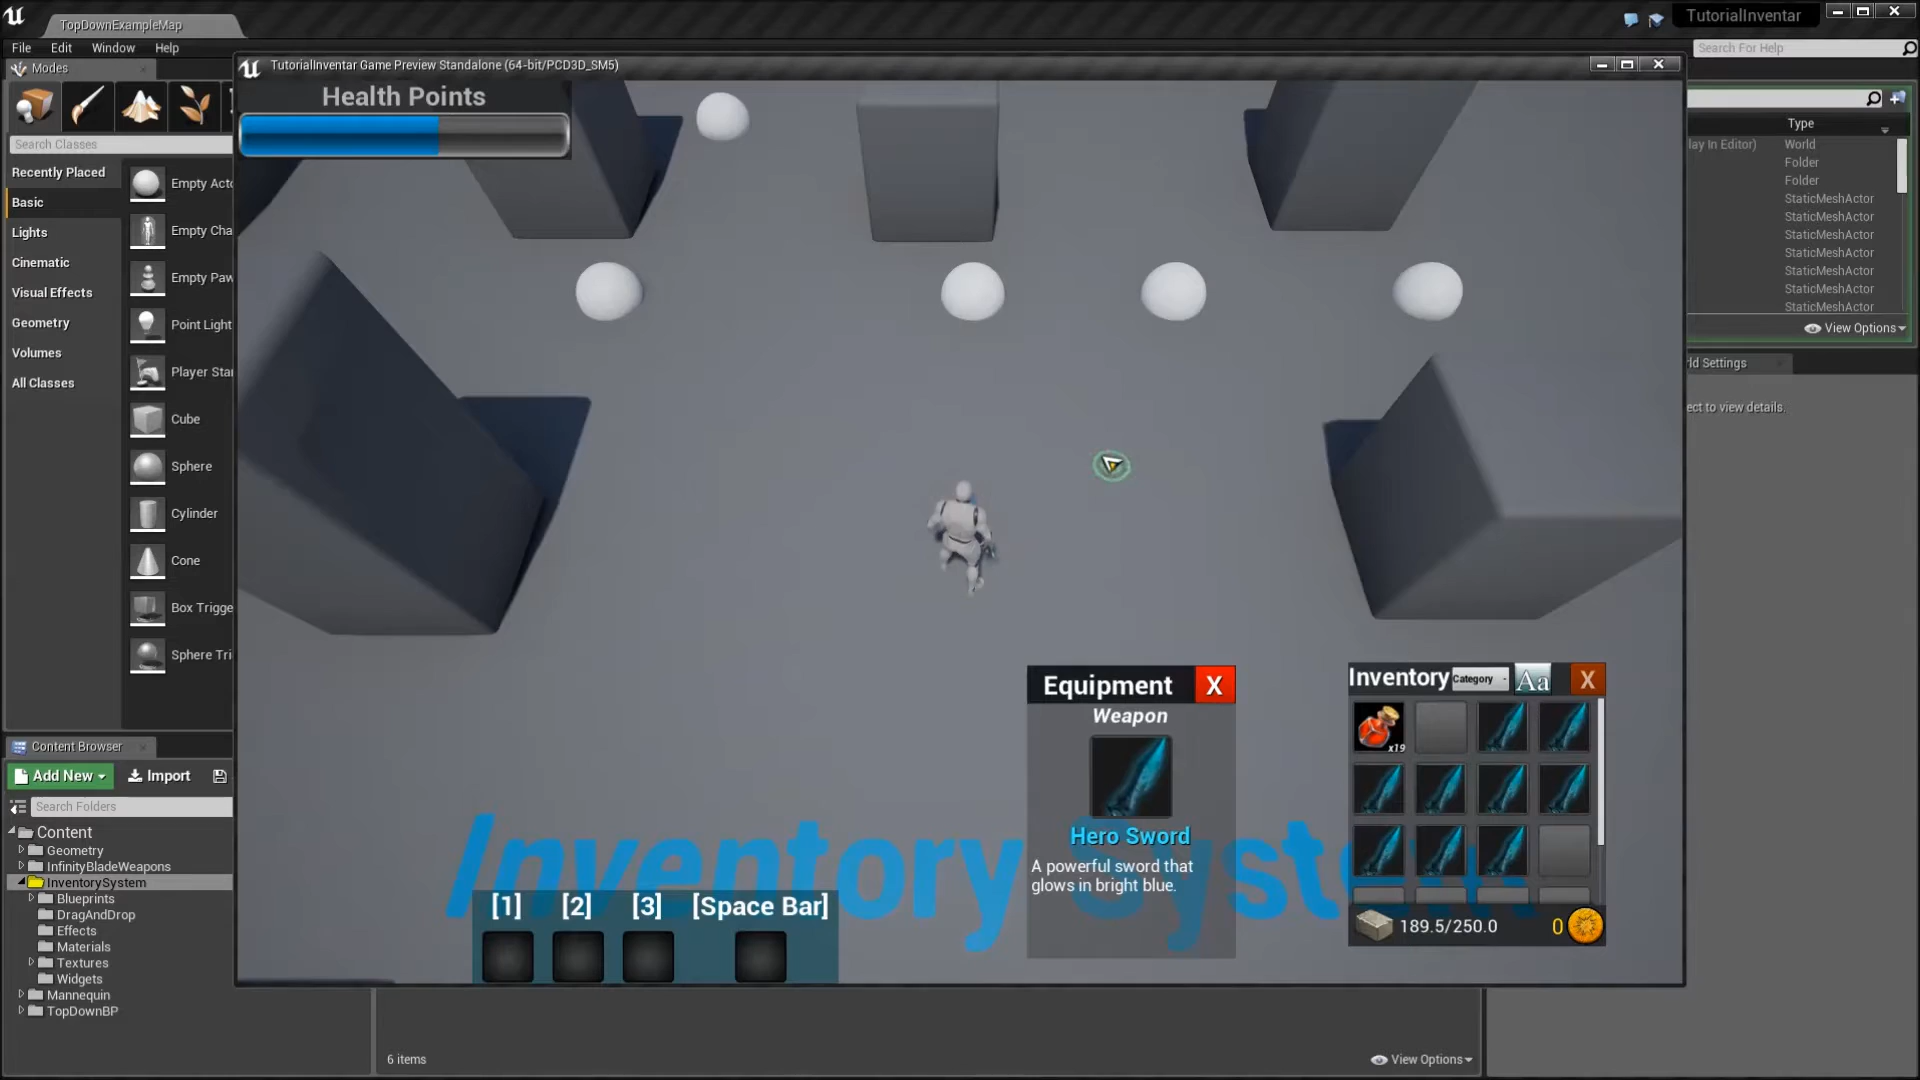 TopDownExampleMap
TutorialInventar
File Edit Window Help
Search For Help
Modes
TutorialInventar Game Preview Standalone (64-bit/PCD3D_SM5)
Health Points
Search Classes
Recently Placed
Basic
Lights
Cinematic
Visual Effects
Geometry
Volumes
All Classes
Empty Acto
Empty Cha
Empty Paw
Point Light
Player Star
Cube
Sphere
Cylinder
Cone
Box Trigge
Sphere Tri
Type
lay In Editor) World
Folder
Folder
StaticMeshActor
StaticMeshActor
StaticMeshActor
StaticMeshActor
StaticMeshActor
StaticMeshActor
StaticMeshActor
View Options
ld Settings
ect to view details.
Equipment X
Weapon
Hero Sword
A powerful sword that
glows in bright blue.
Inventory Category Aa X
x19
189.5/250.0 0
Inventory System
[1] [2] [3] [Space Bar]
Content Browser
Add New Import
Search Folders
Content
Geometry
InfinityBladeWeapons
InventorySystem
Blueprints
DragAndDrop
Effects
Materials
Textures
Widgets
Mannequin
TopDownBP
6 items
View Options